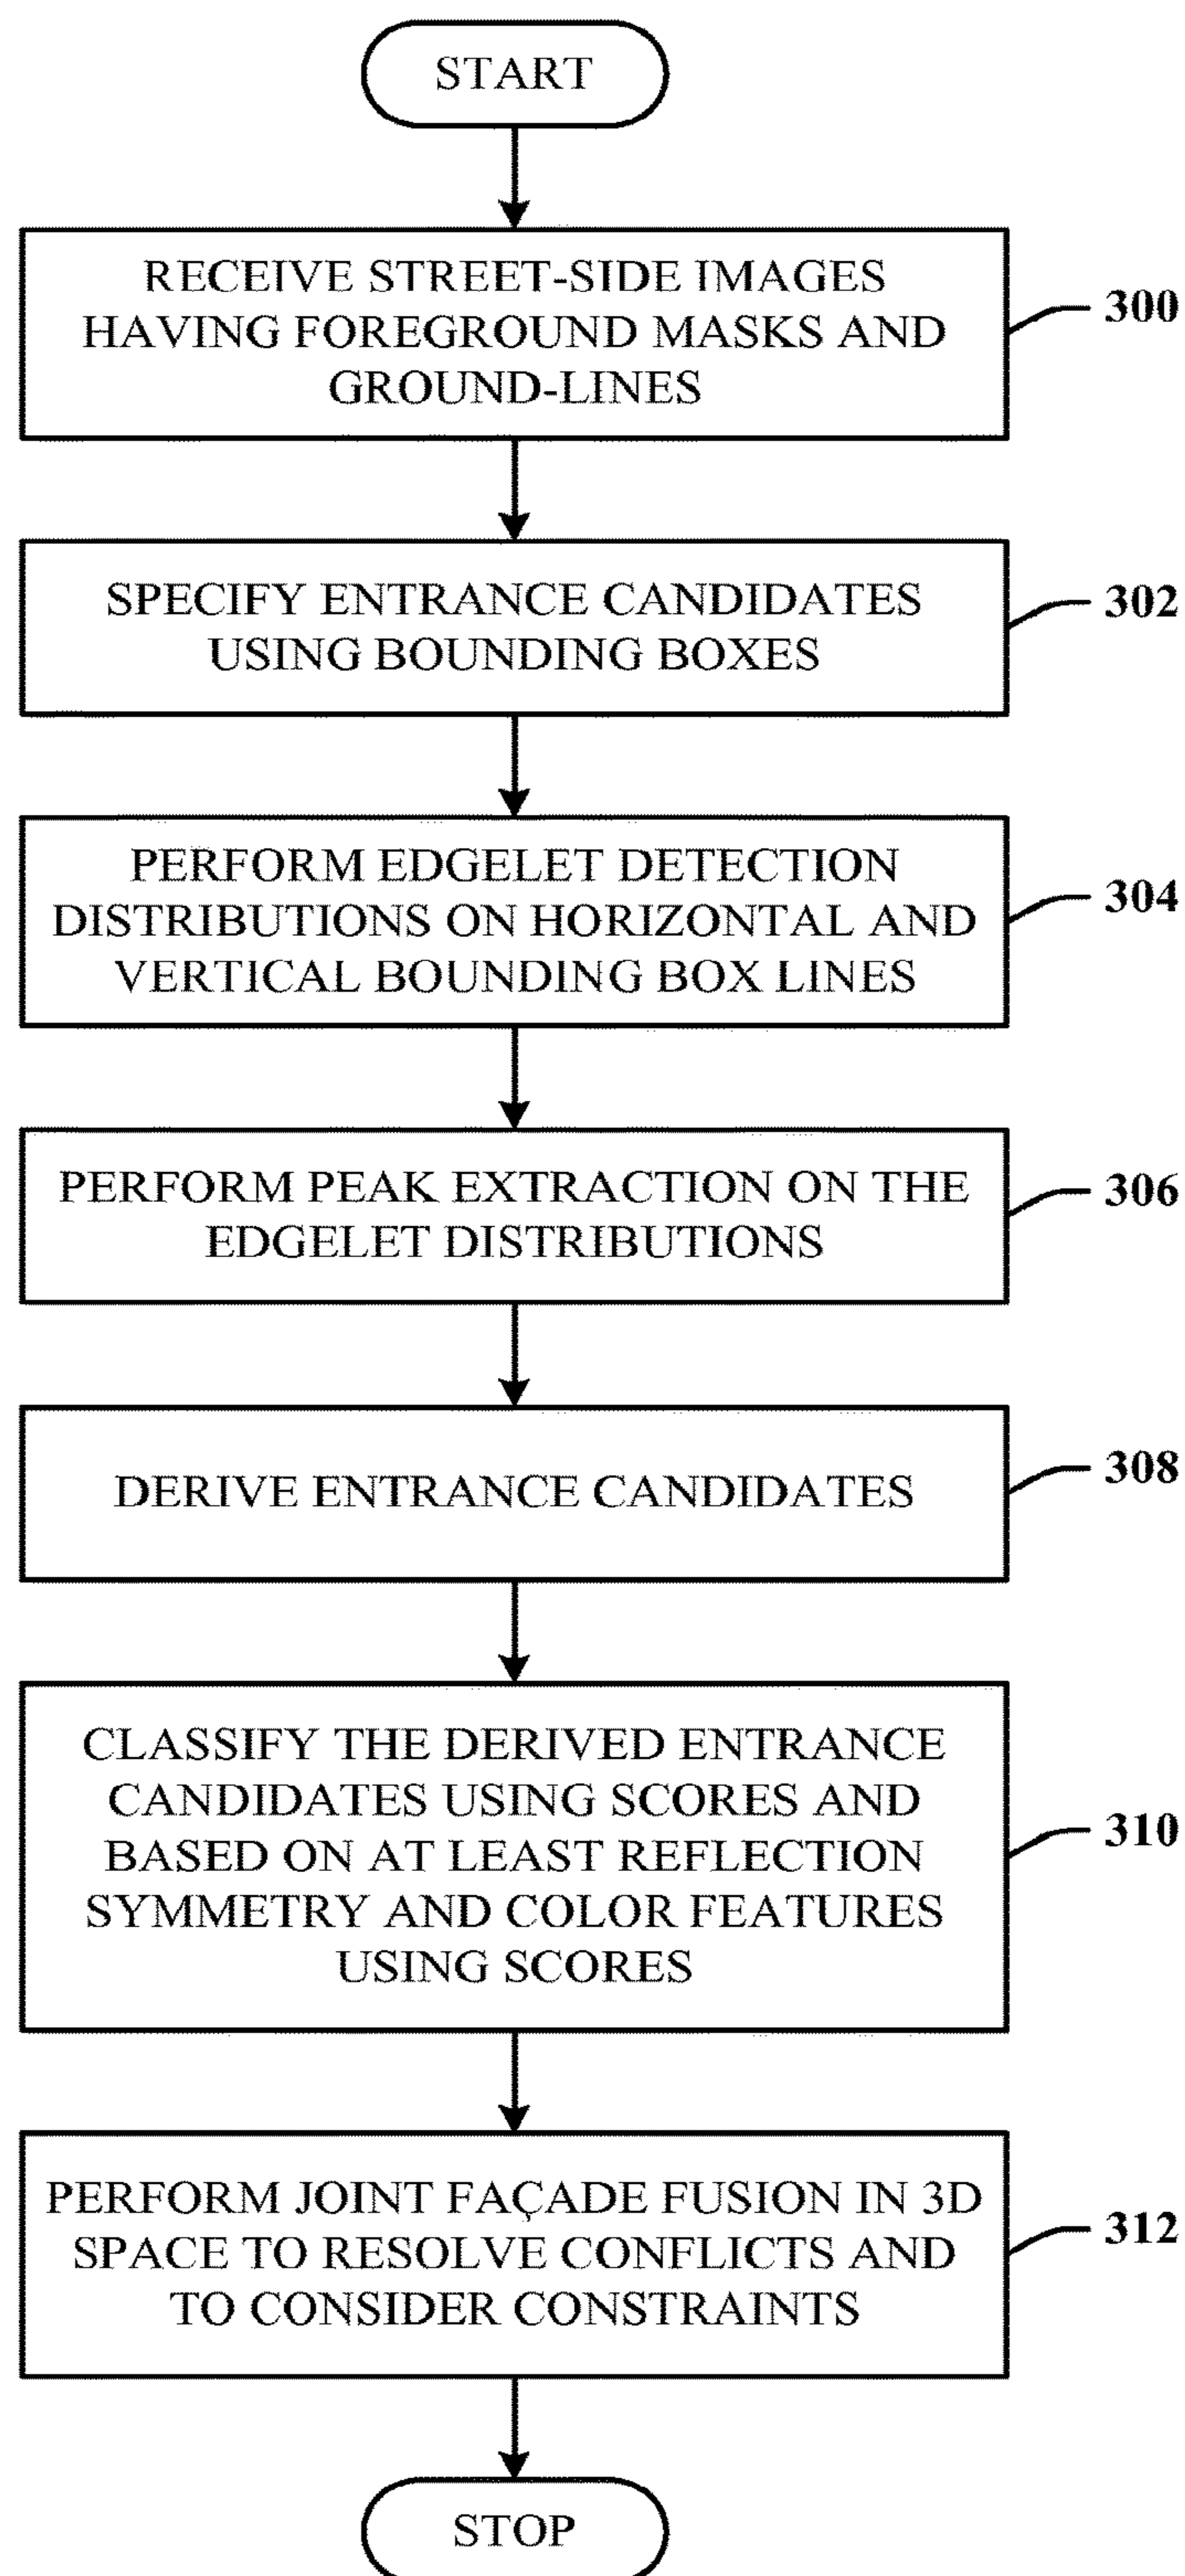 START
RECEIVE STREET-SIDE IMAGES
HAVING FOREGROUND MASKS AND
GROUND-LINES
300
SPECIFY ENTRANCE CANDIDATES
USING BOUNDING BOXES
302
PERFORM EDGELET DETECTION
DISTRIBUTIONS ON HORIZONTAL AND
VERTICAL BOUNDING BOX LINES
304
PERFORM PEAK EXTRACTION ON THE
EDGELET DISTRIBUTIONS
306
DERIVE ENTRANCE CANDIDATES
308
CLASSIFY THE DERIVED ENTRANCE
CANDIDATES USING SCORES AND
BASED ON AT LEAST REFLECTION
SYMMETRY AND COLOR FEATURES
USING SCORES
310
PERFORM JOINT FAÇADE FUSION IN 3D
SPACE TO RESOLVE CONFLICTS AND
TO CONSIDER CONSTRAINTS
312
STOP